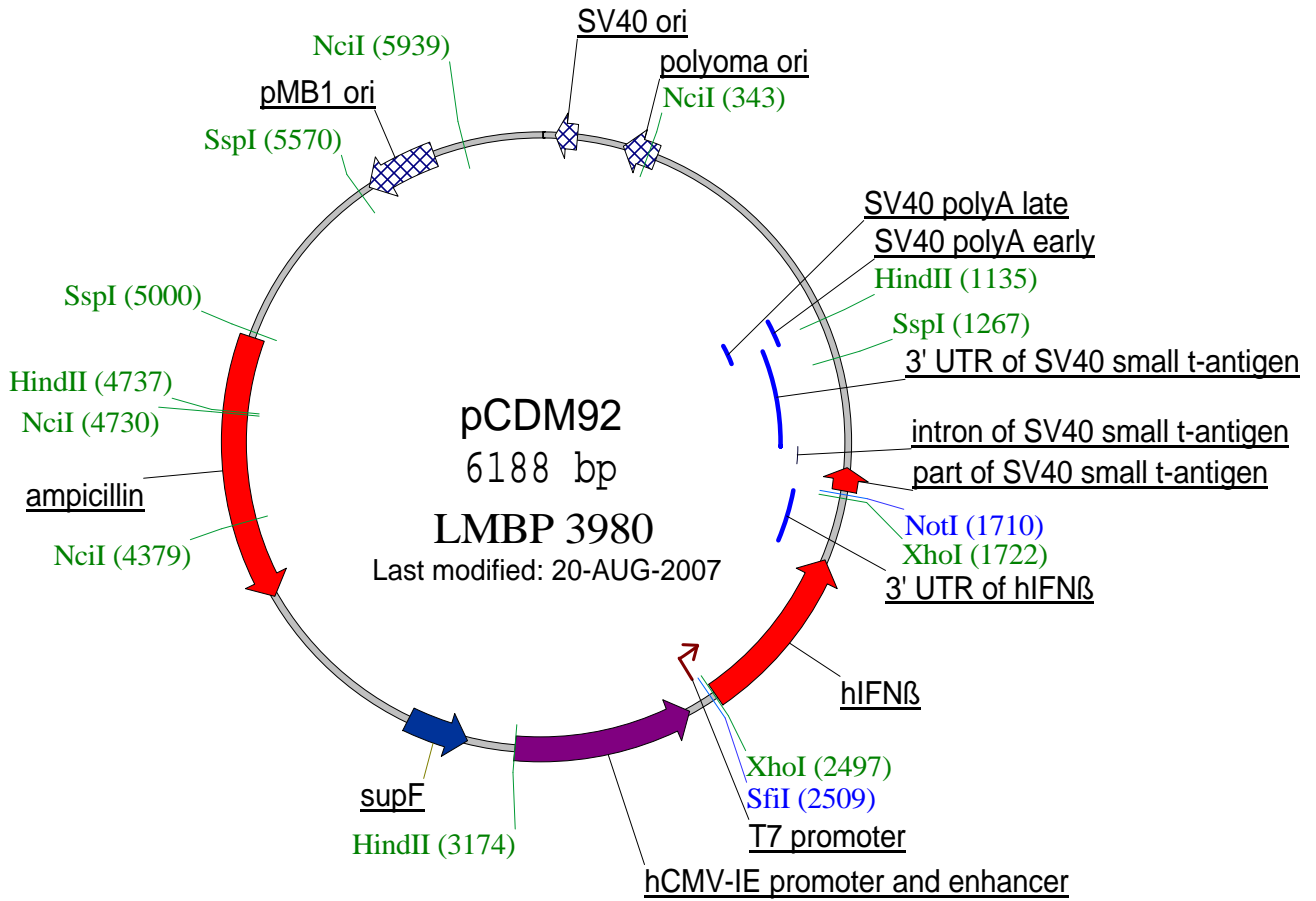 SV40 ori
NciI (5939)
polyoma ori
pMB1 ori
NciI (343)
SspI (5570)
SV40 polyA late
SV40 polyA early
HindII (1135)
SspI (5000)
SspI (1267)
3' UTR of SV40 small t-antigen
HindII (4737)
NciI (4730)
pCDM92
intron of SV40 small t-antigen
6188 bp
part of SV40 small t-antigen
ampicillin
LMBP 3980
NotI (1710)
NciI (4379)
XhoI (1722)
Last modified: 20-AUG-2007
3' UTR of hIFNß
hIFNß
XhoI (2497)
supF
SfiI (2509)
HindII (3174)
T7 promoter
hCMV-IE promoter and enhancer